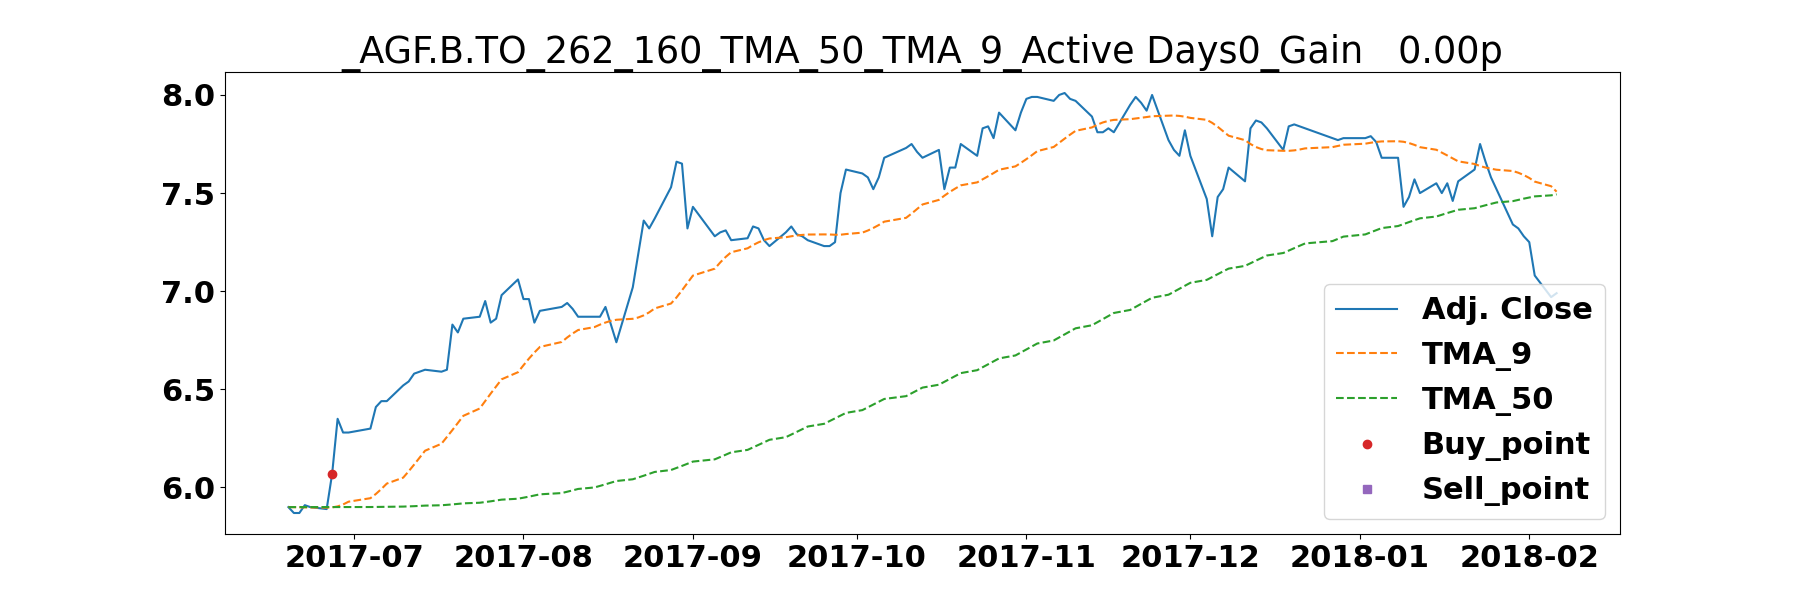 _AGF.B.TO_262_160_TMA_50_TMA_9_Active Days0_Gain   0.00p
8.0
7.5
7.0
6.5
6.0
Adj. Close
TMA_9
TMA_50
Buy_point
Sell_point
2017-07 2017-08 2017-09 2017-10 2017-11 2017-12 2018-01 2018-02